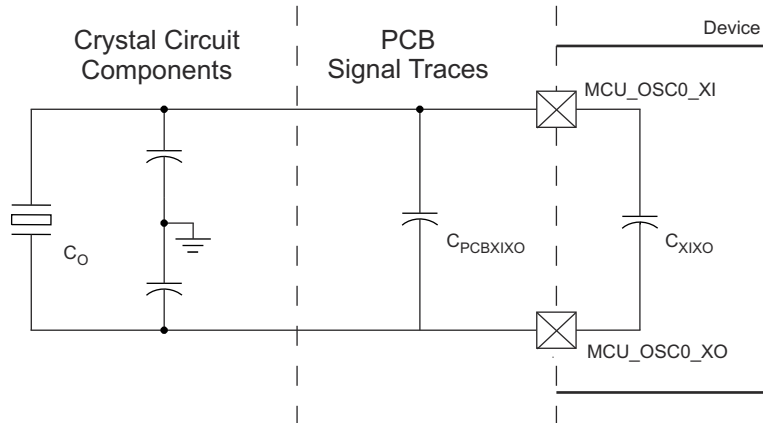 Crystal Circuit
Components
PCB
Signal Traces
Device
MCU_OSC0_XI
CO
CPCBXIXO
CXIXO
MCU_OSC0_XO